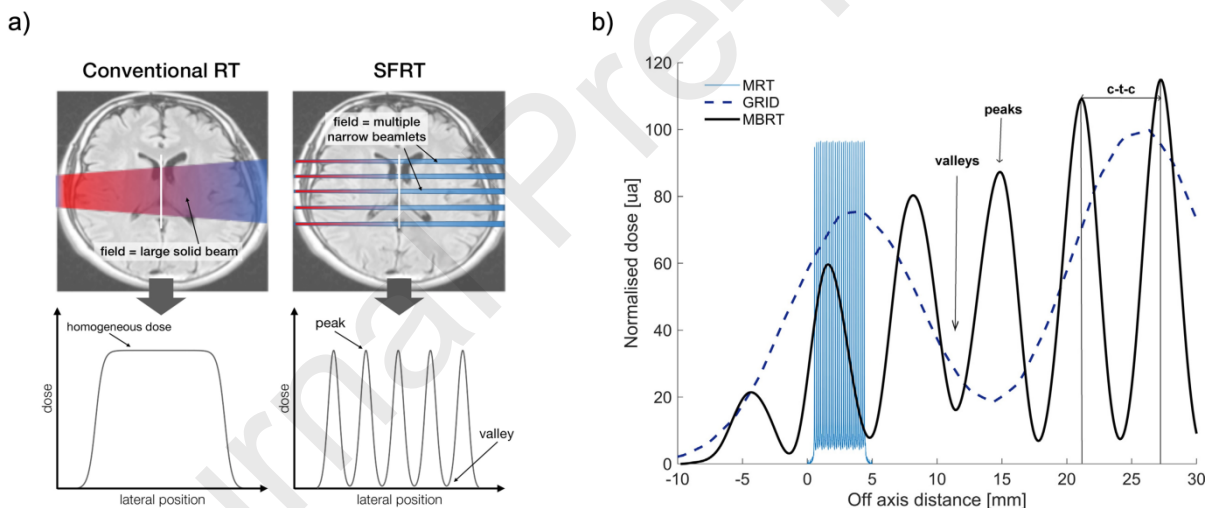 a)
Conventional RT
SFRT
field = multiple
narrow beamlets
field = large solid beam
homogeneous dose
dose
lateral position
peak
dose
valley
lateral position
b)
MRT
GRID
MBRT
c-t-c
peaks
valleys
Normalised dose [ua]
120
100
80
60
40
20
0
-10
-5
0
5
10
15
20
25
30
Off axis distance [mm]